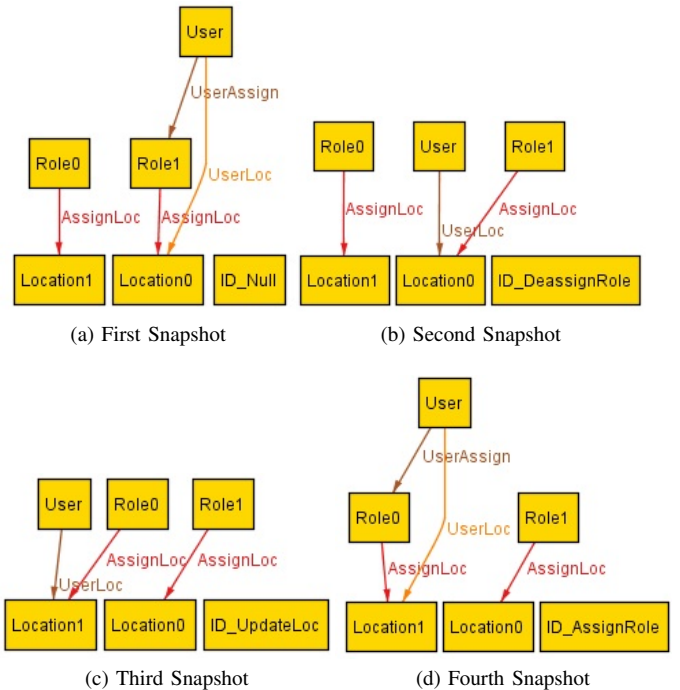 User
UserAssign
Role0
Role1
UserLoc
AssignLoc
AssignLoc
Location1
Location0
ID_Null
(a) First Snapshot
Role0
User
Role1
AssignLoc
AssignLoc
UserLoc
Location1
Location0
ID_DeassignRole
(b) Second Snapshot
User
Role0
Role1
AssignLoc
AssignLoc
UserLoc
Location1
Location0
ID_UpdateLoc
(c) Third Snapshot
User
UserAssign
Role0
Role1
UserLoc
AssignLoc
AssignLoc
Location1
Location0
ID_AssignRole
(d) Fourth Snapshot